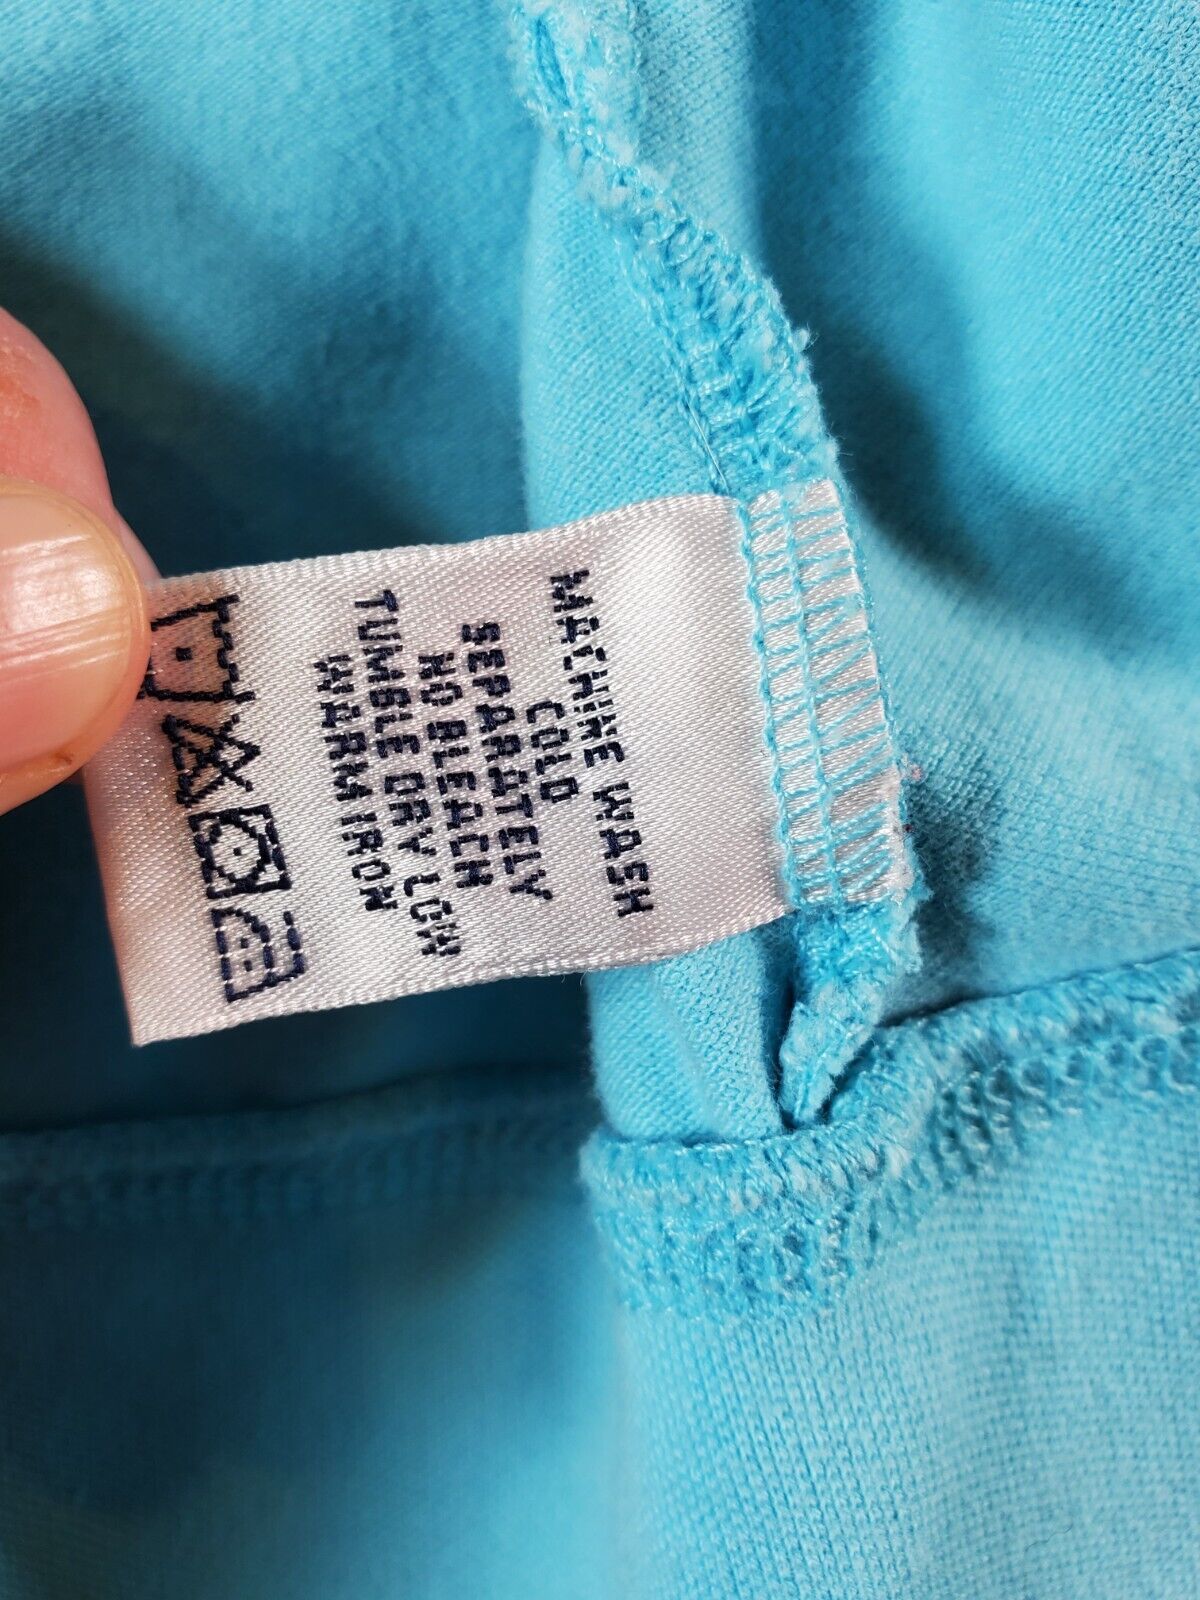 MACHINE WASH
COLD
SEPARATELY
NO BLEACH
TUMBLE DRY LOW
WARM IRON